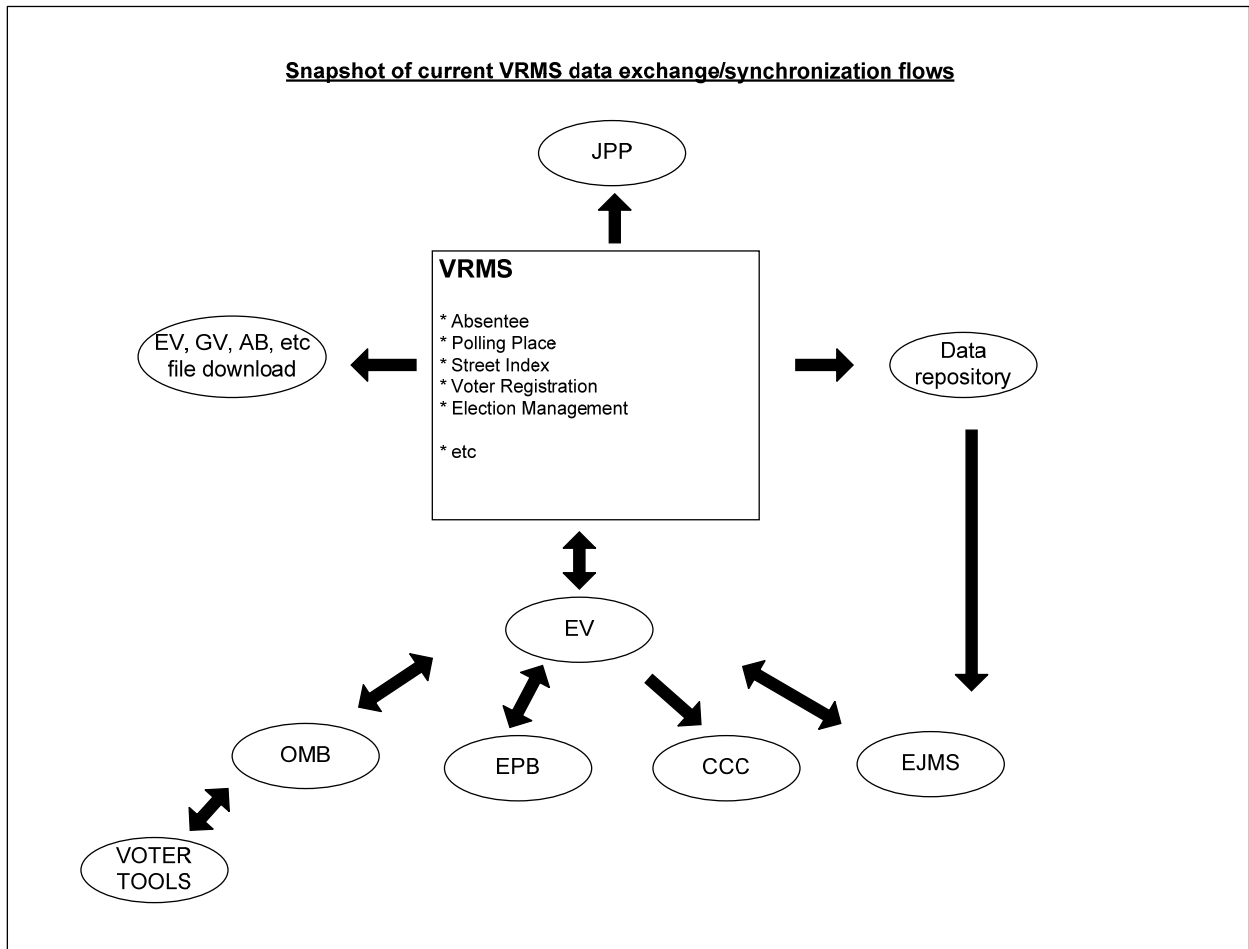 Snapshot of current VRMS data exchange/synchronization flows
JPP
VRMS
* Absentee
* Polling Place
* Street Index
* Voter Registration
* Election Management
* etc
EV, GV, AB, etc
file download
Data
repository
EV
OMB
EPB
CCC
EJMS
VOTER
TOOLS